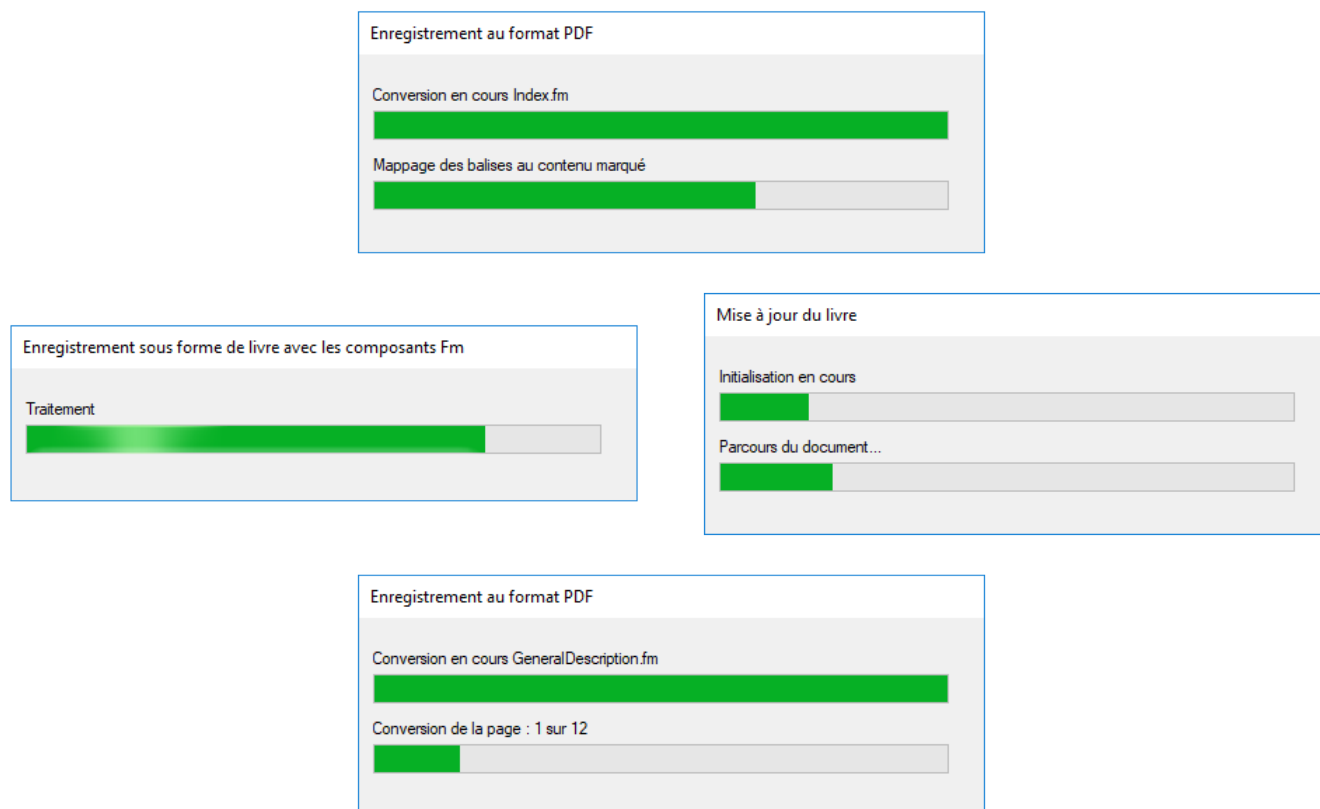 Enregistrement au format PDF
Conversion en cours Index.fm
Mappage des balises au contenu marqué
Enregistrement sous forme de livre avec les composants Fm
Traitement
Mise à jour du livre
Initialisation en cours
Parcours du document...
Enregistrement au format PDF
Conversion en cours GeneralDescription.fm
Conversion de la page : 1 sur 12